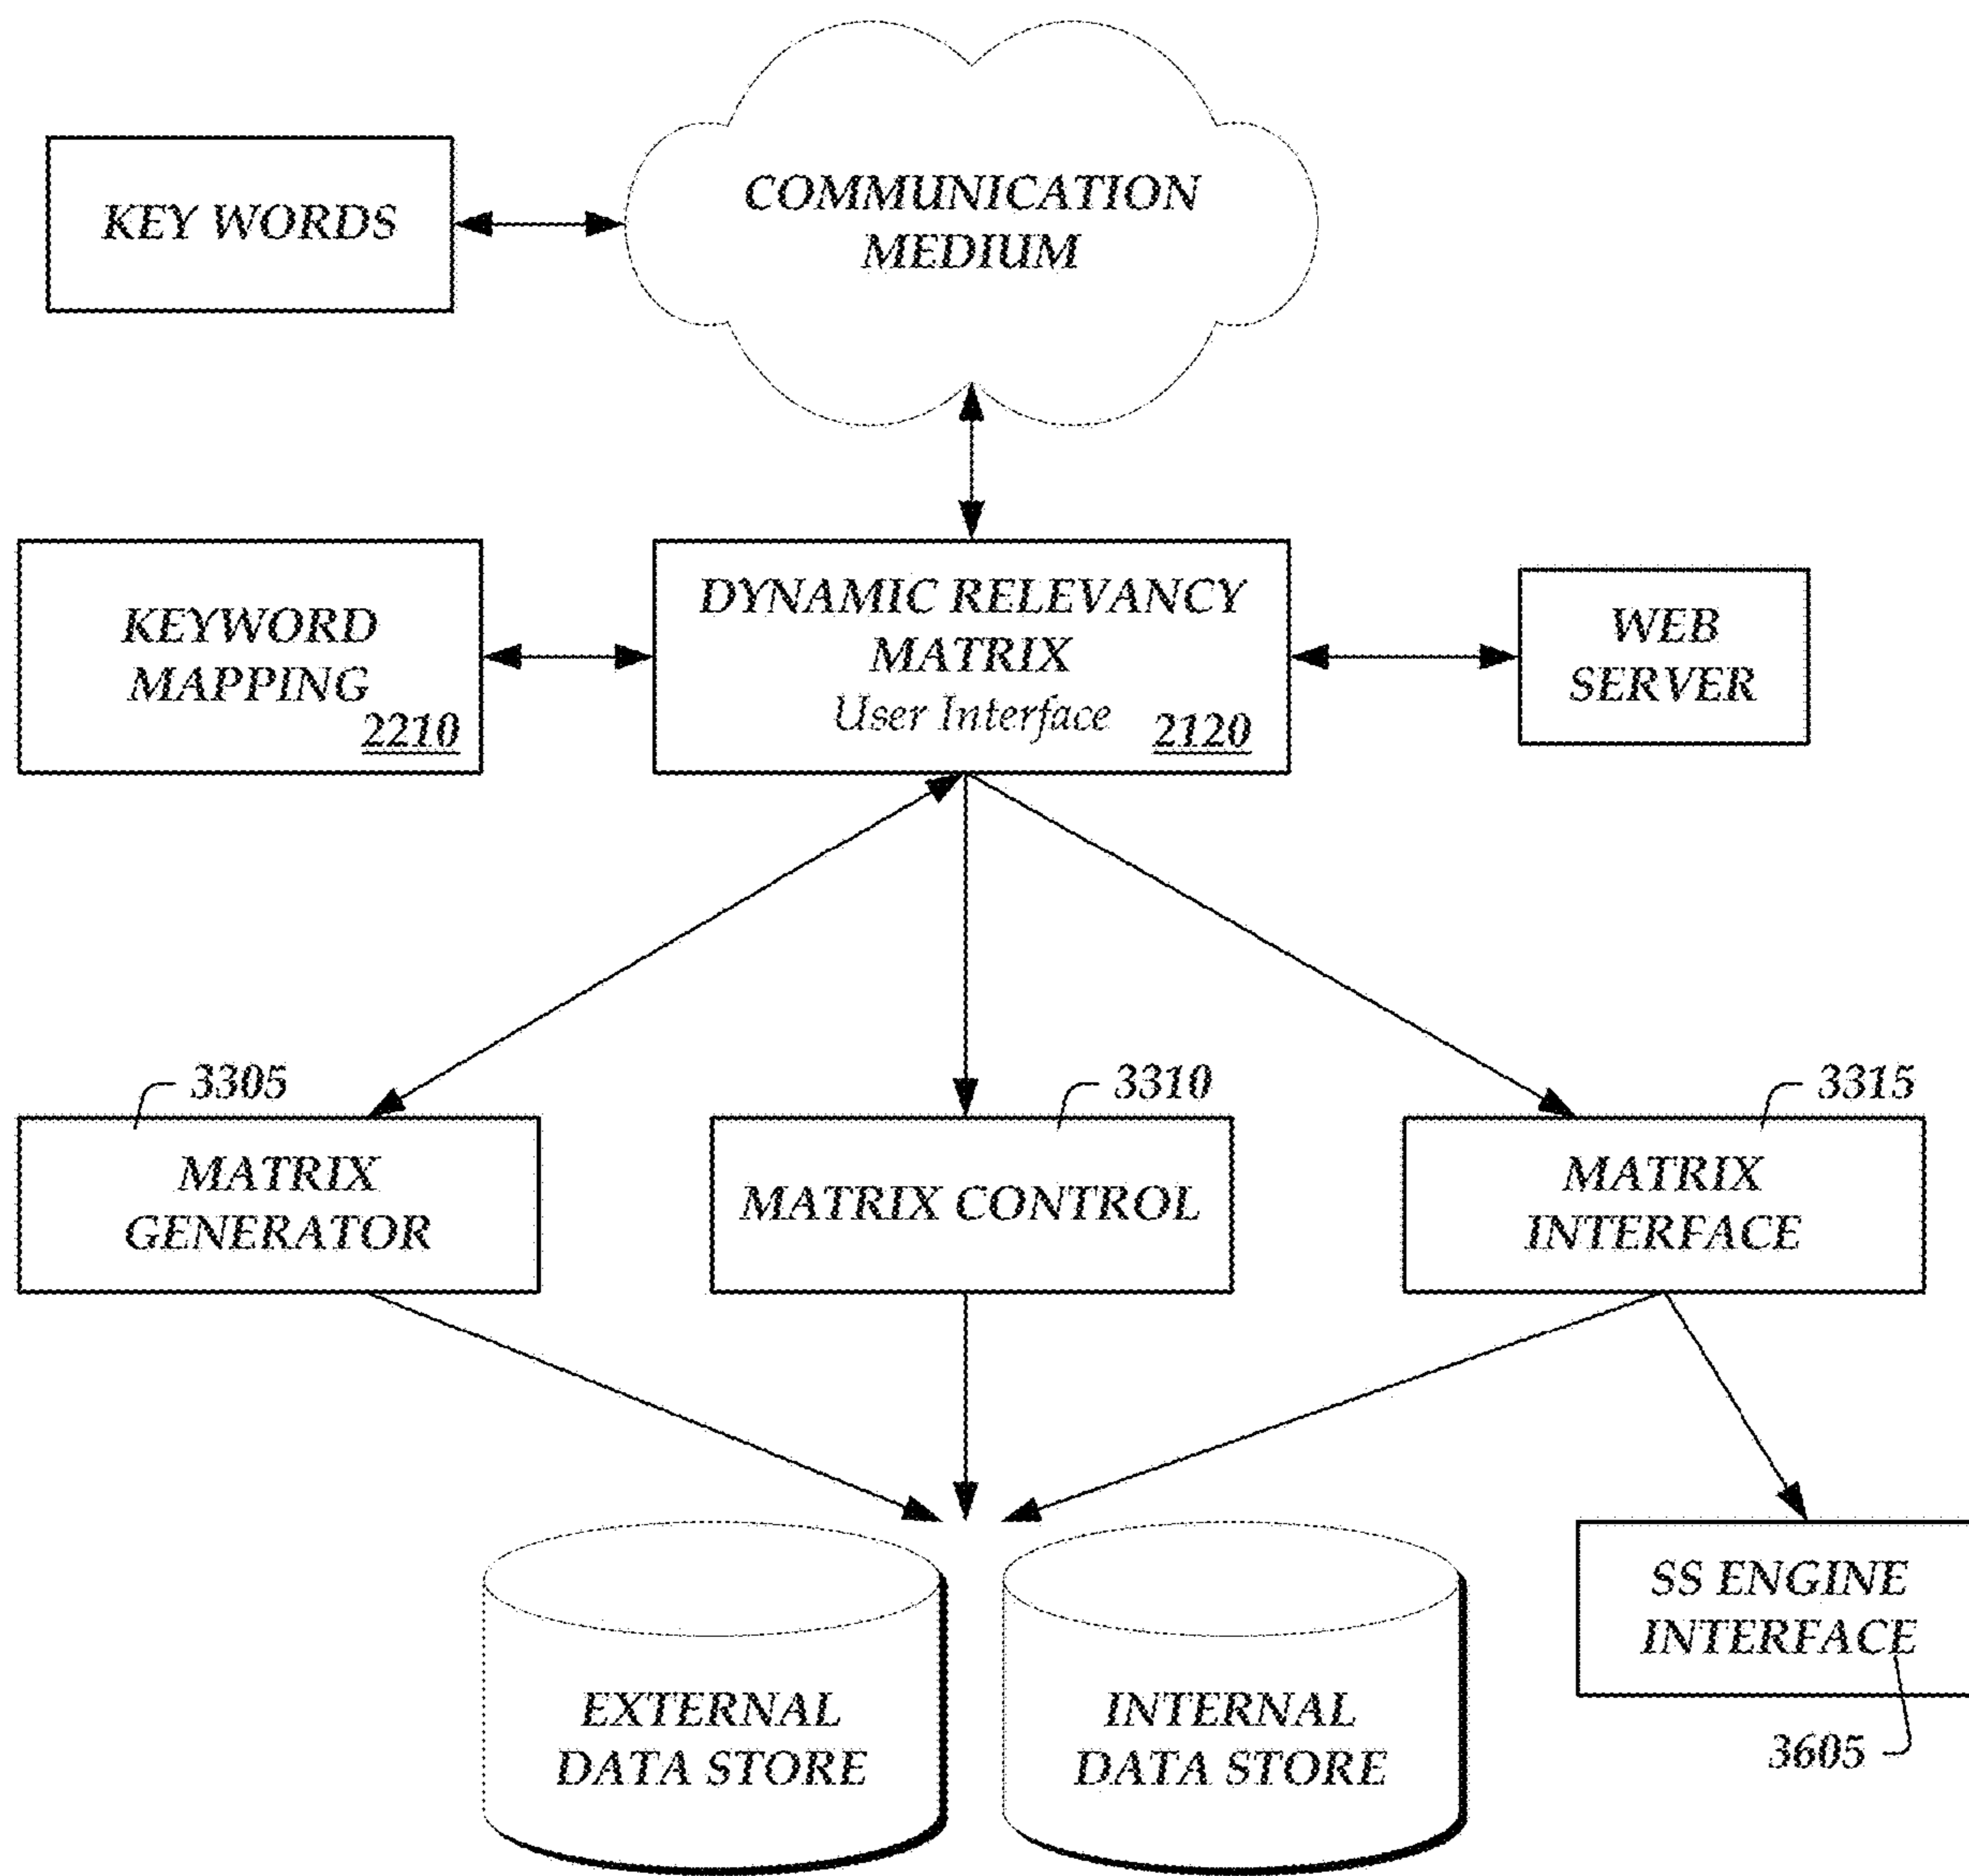 KEY WORDS
COMMUNICATION
MEDIUM
KEYWORD
MAPPING
2210
DYNAMIC RELEVANCY
MATRIX
User Interface
2120
WEB
SERVER
3305
MATRIX
GENERATOR
3310
MATRIX CONTROL
3315
MATRIX
INTERFACE
EXTERNAL
DATA STORE
INTERNAL
DATA STORE
SS ENGINE
INTERFACE
3605